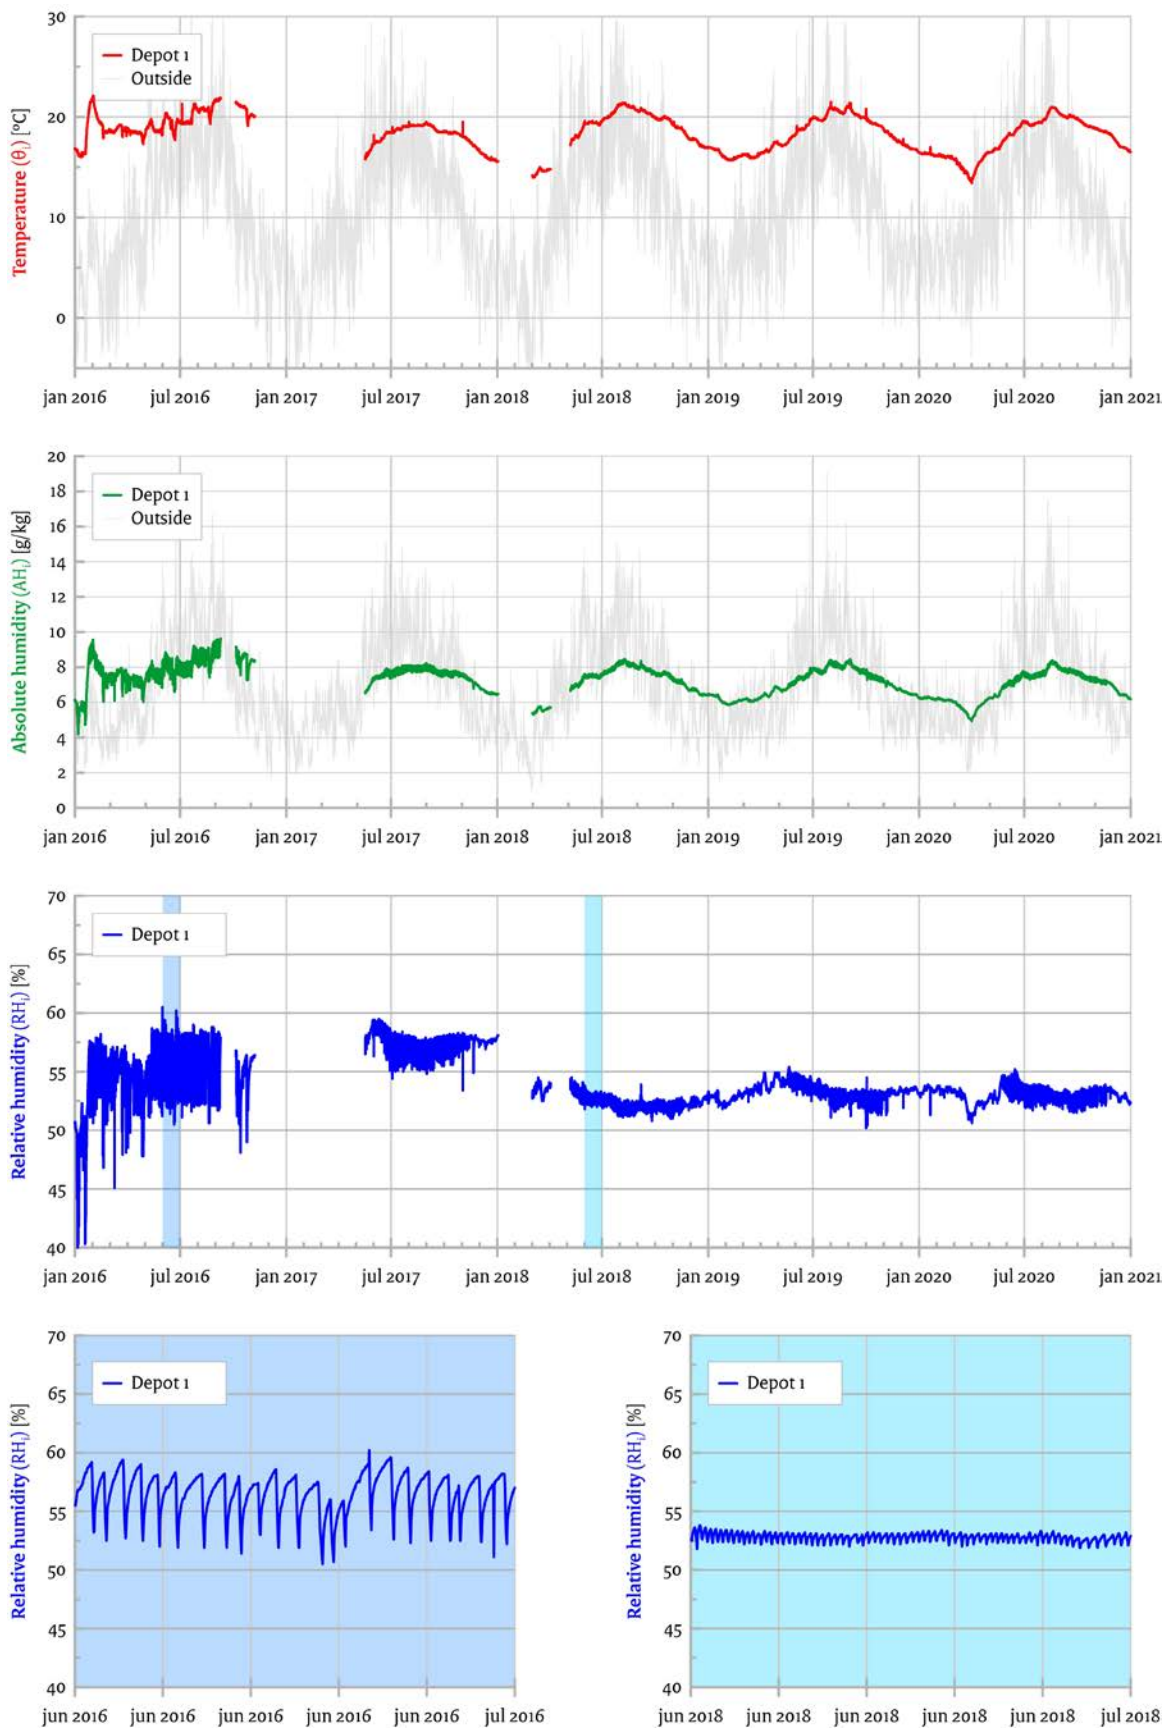 30
20
10
0
Temperature (θᵢ) [ºC]
Depot 1
Outside
jan 2016 jul 2016 jan 2017 jul 2017 jan 2018 jul 2018 jan 2019 jul 2019 jan 2020 jul 2020 jan 2021
20
18
16
14
12
10
8
6
4
2
0
Absolute humidity (AHᵢ) [g/kg]
Depot 1
Outside
jan 2016 jul 2016 jan 2017 jul 2017 jan 2018 jul 2018 jan 2019 jul 2019 jan 2020 jul 2020 jan 2021
70
65
60
55
50
45
40
Relative humidity (RHᵢ) [%]
Depot 1
jan 2016 jul 2016 jan 2017 jul 2017 jan 2018 jul 2018 jan 2019 jul 2019 jan 2020 jul 2020 jan 2021
70
65
60
55
50
45
40
Relative humidity (RHᵢ) [%]
Depot 1
jun 2016 jun 2016 jun 2016 jun 2016 jun 2016 jul 2016
70
65
60
55
50
45
40
Relative humidity (RHᵢ) [%]
Depot 1
jun 2018 jun 2018 jun 2018 jun 2018 jun 2018 jul 2018